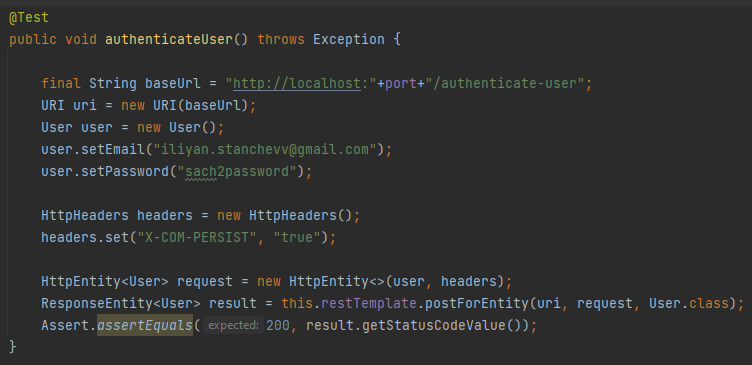 @Test
public void authenticateUser() throws Exception {
final String baseUrl = "http://localhost:"+port+"/authenticate-user";
URI uri = new URI(baseUrl);
User user = new User();
user.setEmail("iliyan.stanchevv@gmail.com");
user.setPassword("sach2password");
HttpHeaders headers = new HttpHeaders();
headers.set("X-COM-PERSIST", "true");
HttpEntity<User> request = new HttpEntity<>(user, headers);
ResponseEntity<User> result = this.restTemplate.postForEntity(uri, request, User.class);
Assert.assertEquals( expected: 200, result.getStatusCodeValue());
}